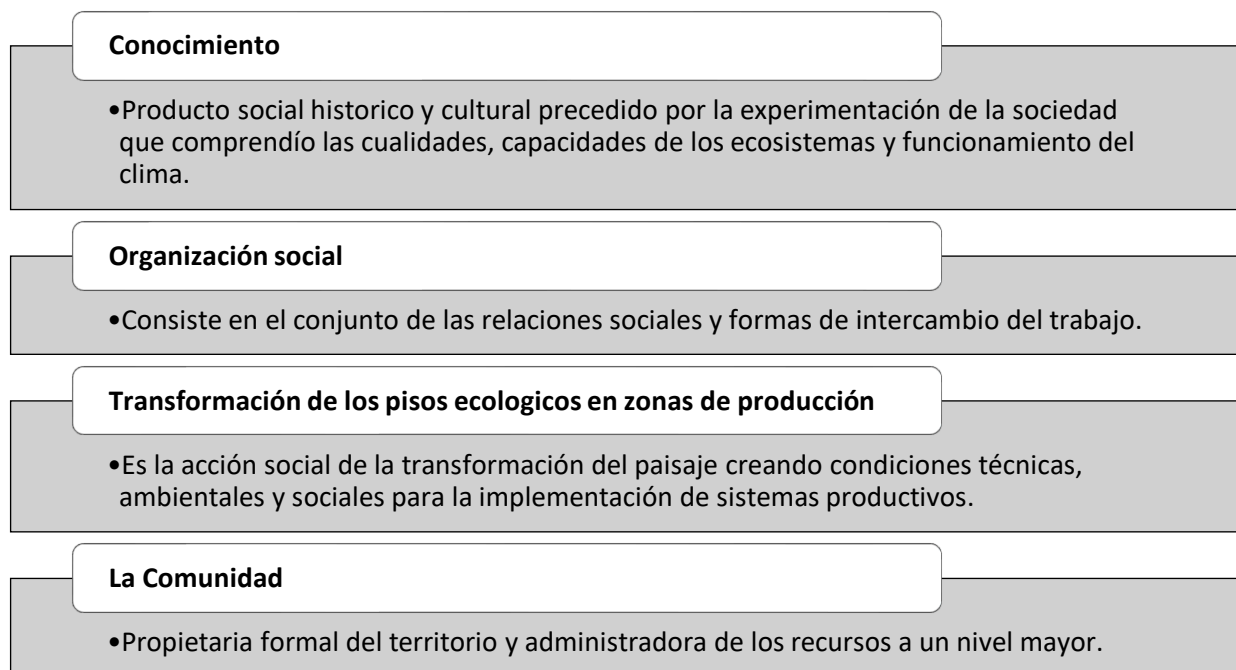 Conocimiento
•Producto social historico y cultural precedido por la experimentación de la sociedad
que comprendío las cualidades, capacidades de los ecosistemas y funcionamiento del
clima.
Organización social
•Consiste en el conjunto de las relaciones sociales y formas de intercambio del trabajo.
Transformación de los pisos ecologicos en zonas de producción
•Es la acción social de la transformación del paisaje creando condiciones técnicas,
ambientales y sociales para la implementación de sistemas productivos.
La Comunidad
•Propietaria formal del territorio y administradora de los recursos a un nivel mayor.